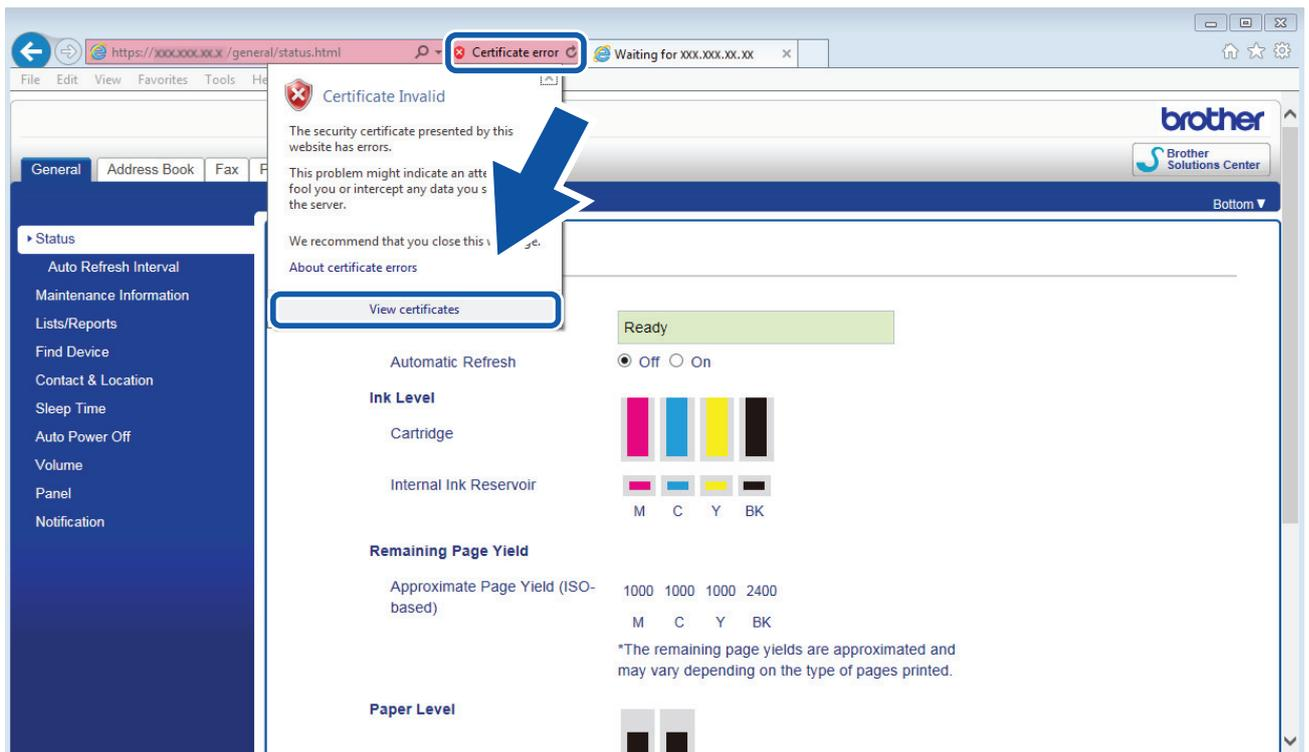 https://xxx.xxx.xx.x/general/status.html
Certificate error
Waiting for xxx.xxx.xx.xx
File Edit View Favorites Tools He
Certificate Invalid
The security certificate presented by this
website has errors.
This problem might indicate an atte
fool you or intercept any data you s
the server.
We recommend that you close this
About certificate errors
View certificates
brother
Brother
Solutions Center
General Address Book Fax
Bottom▼
Status
Auto Refresh Interval
Maintenance Information
Lists/Reports
Find Device
Contact & Location
Sleep Time
Auto Power Off
Volume
Panel
Notification
Ready
Automatic Refresh Off On
Ink Level
Cartridge
Internal Ink Reservoir
M C Y BK
Remaining Page Yield
Approximate Page Yield (ISO-
based)
1000 1000 1000 2400
M C Y BK
*The remaining page yields are approximated and
may vary depending on the type of pages printed.
Paper Level